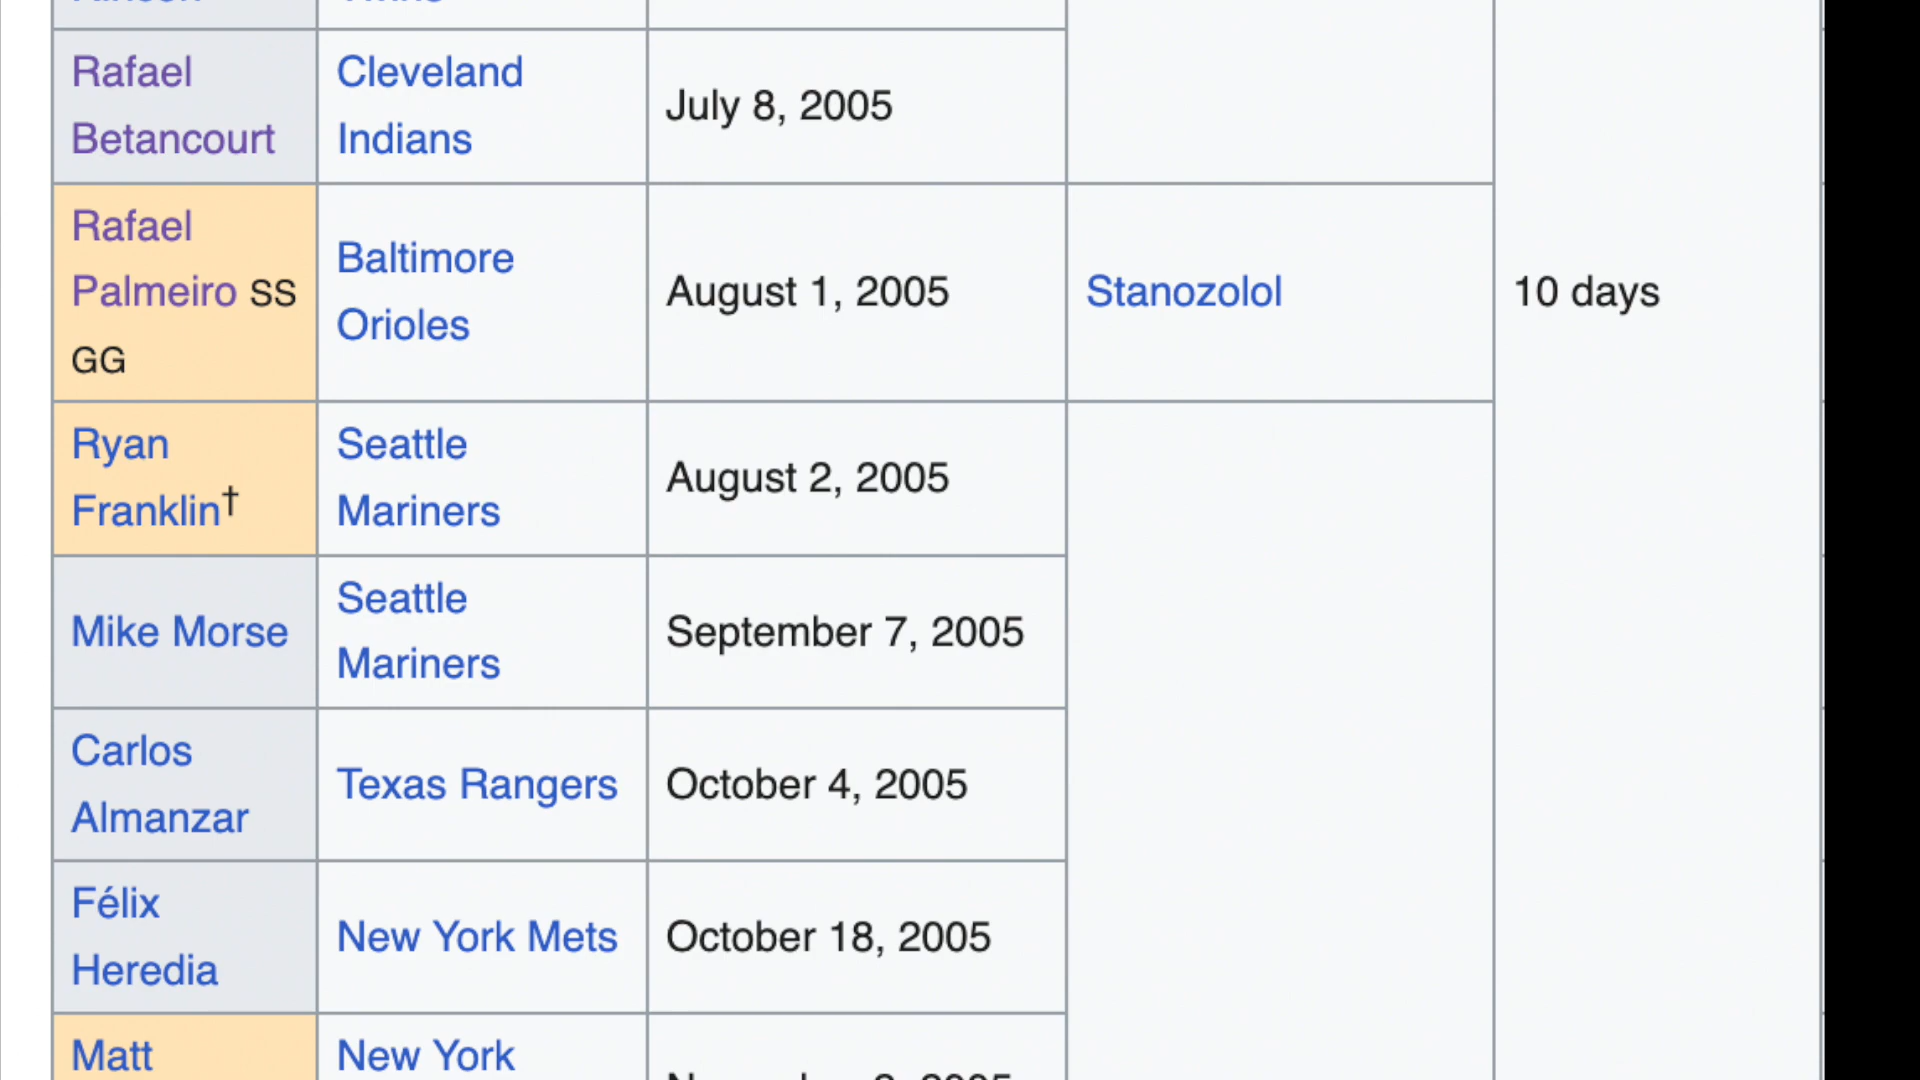 Rafael
Betancourt
Cleveland
Indians
July 8, 2005
Rafael
Palmeiro SS
GG
Baltimore
Orioles
August 1, 2005
Stanozolol
10 days
Ryan
Franklin†
Seattle
Mariners
August 2, 2005
Mike Morse
Seattle
Mariners
September 7, 2005
Carlos
Almanzar
Texas Rangers
October 4, 2005
Félix
Heredia
New York Mets
October 18, 2005
Matt
New York